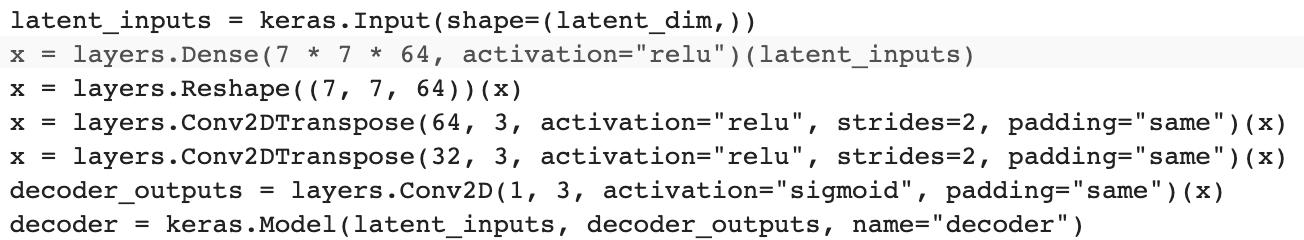 latent_inputs = keras.Input(shape=(latent_dim,))
x = layers.Dense(7 * 7 * 64, activation="relu")(latent_inputs)
x = layers.Reshape((7, 7, 64))(x)
x = layers.Conv2DTranspose(64, 3, activation="relu", strides=2, padding="same")(x)
x = layers.Conv2DTranspose(32, 3, activation="relu", strides=2, padding="same")(x)
decoder_outputs = layers.Conv2D(1, 3, activation="sigmoid", padding="same")(x)
decoder = keras.Model(latent_inputs, decoder_outputs, name="decoder")